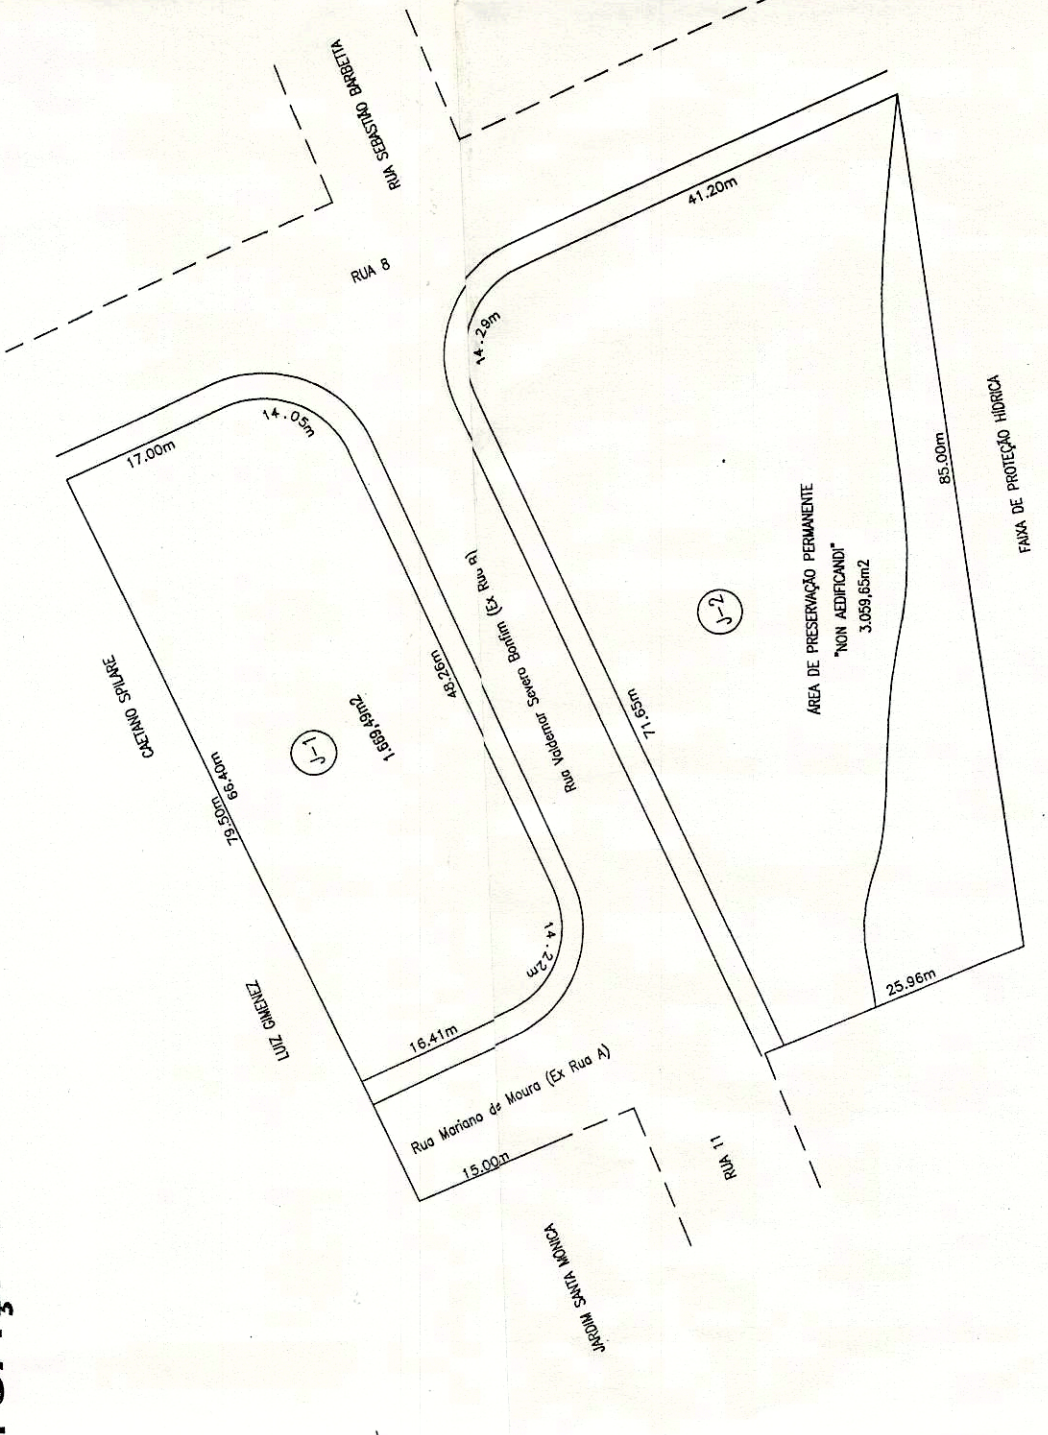 RUA SEBASTIÃO BARBETTA
RUA 8
41.20m
14.29m
17.00m
14.05m
85.00m
FAIXA DE PROTEÇÃO HÍDRICA
ÁREA DE PRESERVAÇÃO PERMANENTE
"NON AEDIFICANDI"
3.059,65m2
J-2
Rua Valdemar Severo Bonfim (Ex Rua B)
48.26m
71.65m
CAETANO SPILARE
J-1
1.669,49m2
79.50m 66.40m
LUIZ GIMENEZ
14.22m
16.41m
25.96m
Rua Mariano de Moura (Ex Rua A)
15.00m
RUA 11
JARDIM SANTA MÔNICA